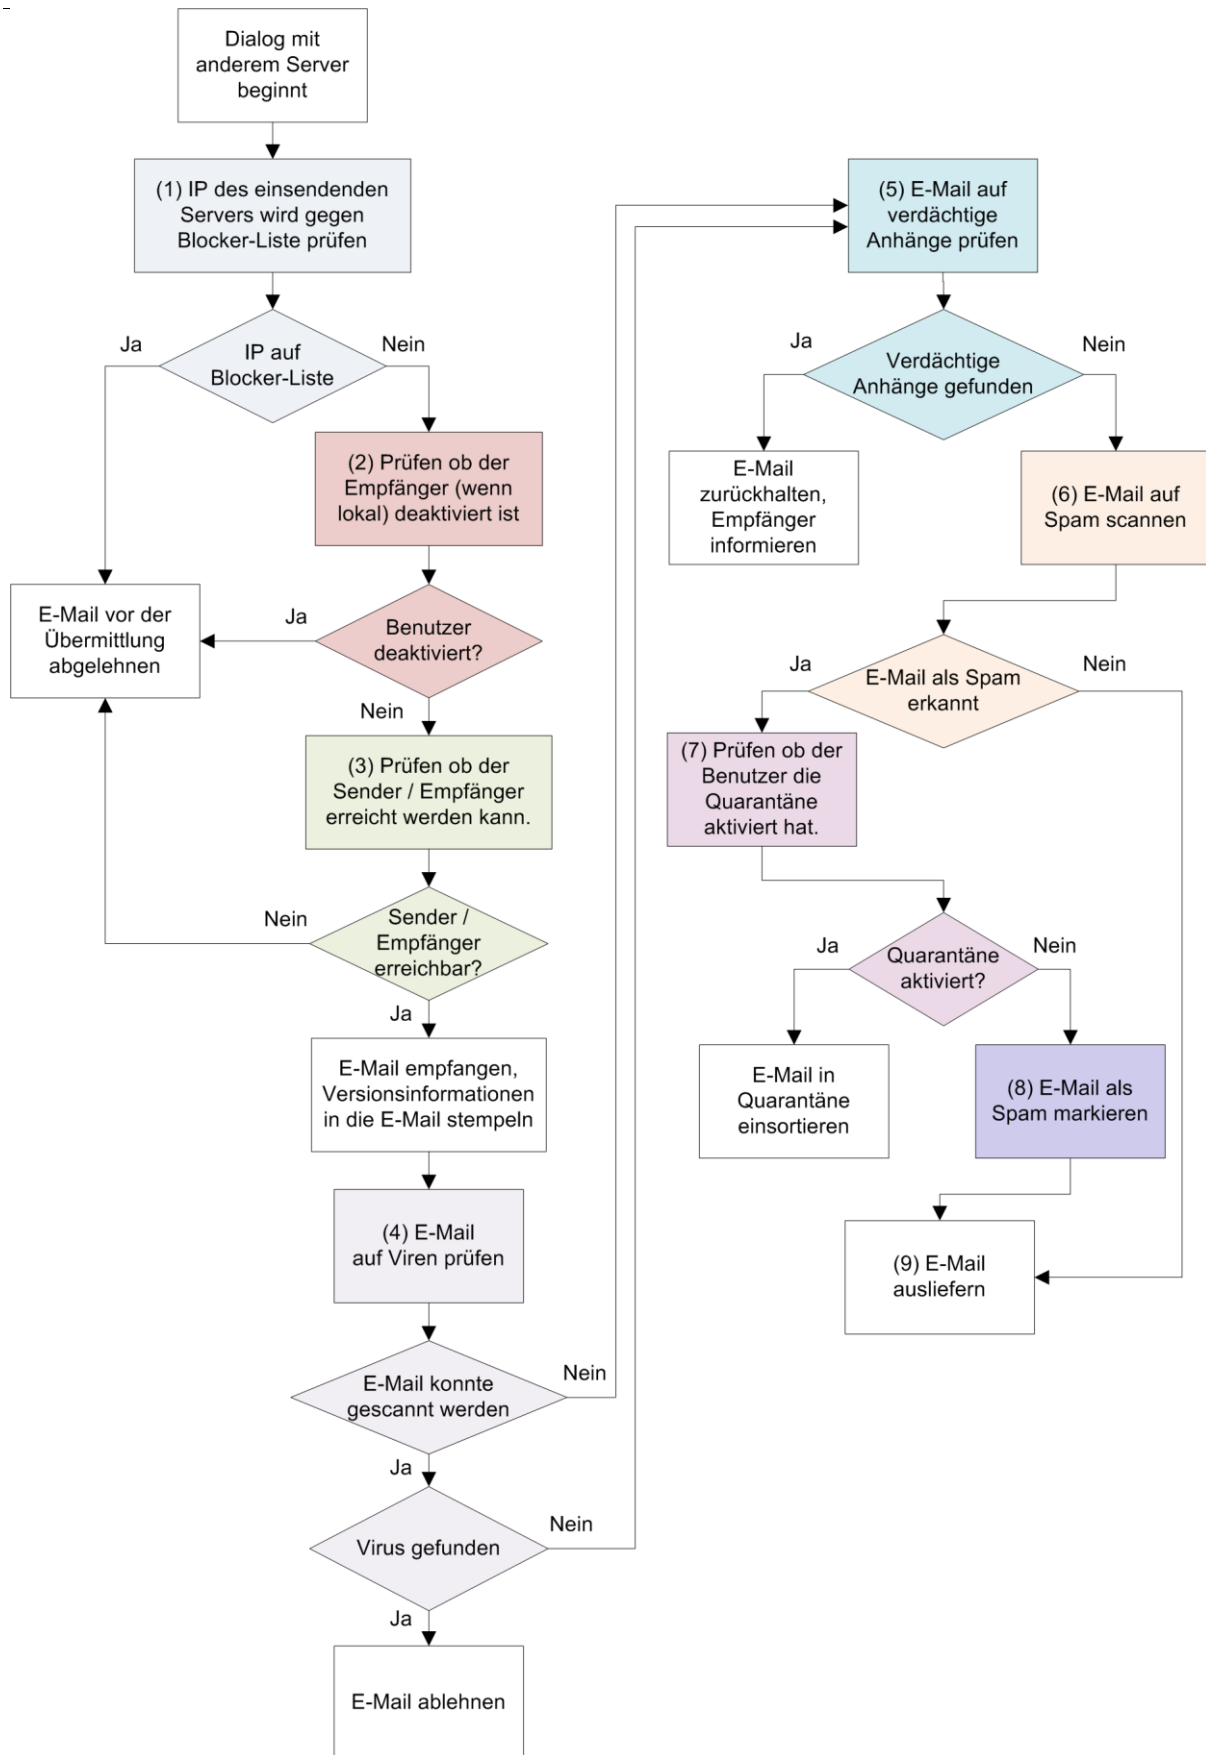 Dialog mit
anderem Server
beginnt
(1) IP des einsendenden
Servers wird gegen
Blocker-Liste prüfen
Ja
Nein
IP auf
Blocker-Liste
(2) Prüfen ob der
Empfänger (wenn
lokal) deaktiviert ist
E-Mail vor der
Übermittlung
abgelehnen
Ja
Benutzer
deaktiviert?
Nein
(3) Prüfen ob der
Sender / Empfänger
erreicht werden kann.
Nein
Sender /
Empfänger
erreichbar?
Ja
E-Mail empfangen,
Versionsinformationen
in die E-Mail stempeln
(4) E-Mail
auf Viren prüfen
E-Mail konnte
gescannt werden
Nein
Ja
Virus gefunden
Nein
Ja
E-Mail ablehnen
(5) E-Mail auf
verdächtige
Anhänge prüfen
Ja
Nein
Verdächtige
Anhänge gefunden
E-Mail
zurückhalten,
Empfänger
informieren
(6) E-Mail auf
Spam scannen
Ja
Nein
E-Mail als Spam
erkannt
(7) Prüfen ob der
Benutzer die
Quarantäne
aktiviert hat.
Ja
Nein
Quarantäne
aktiviert?
E-Mail in
Quarantäne
einsortieren
(8) E-Mail als
Spam markieren
(9) E-Mail
ausliefern